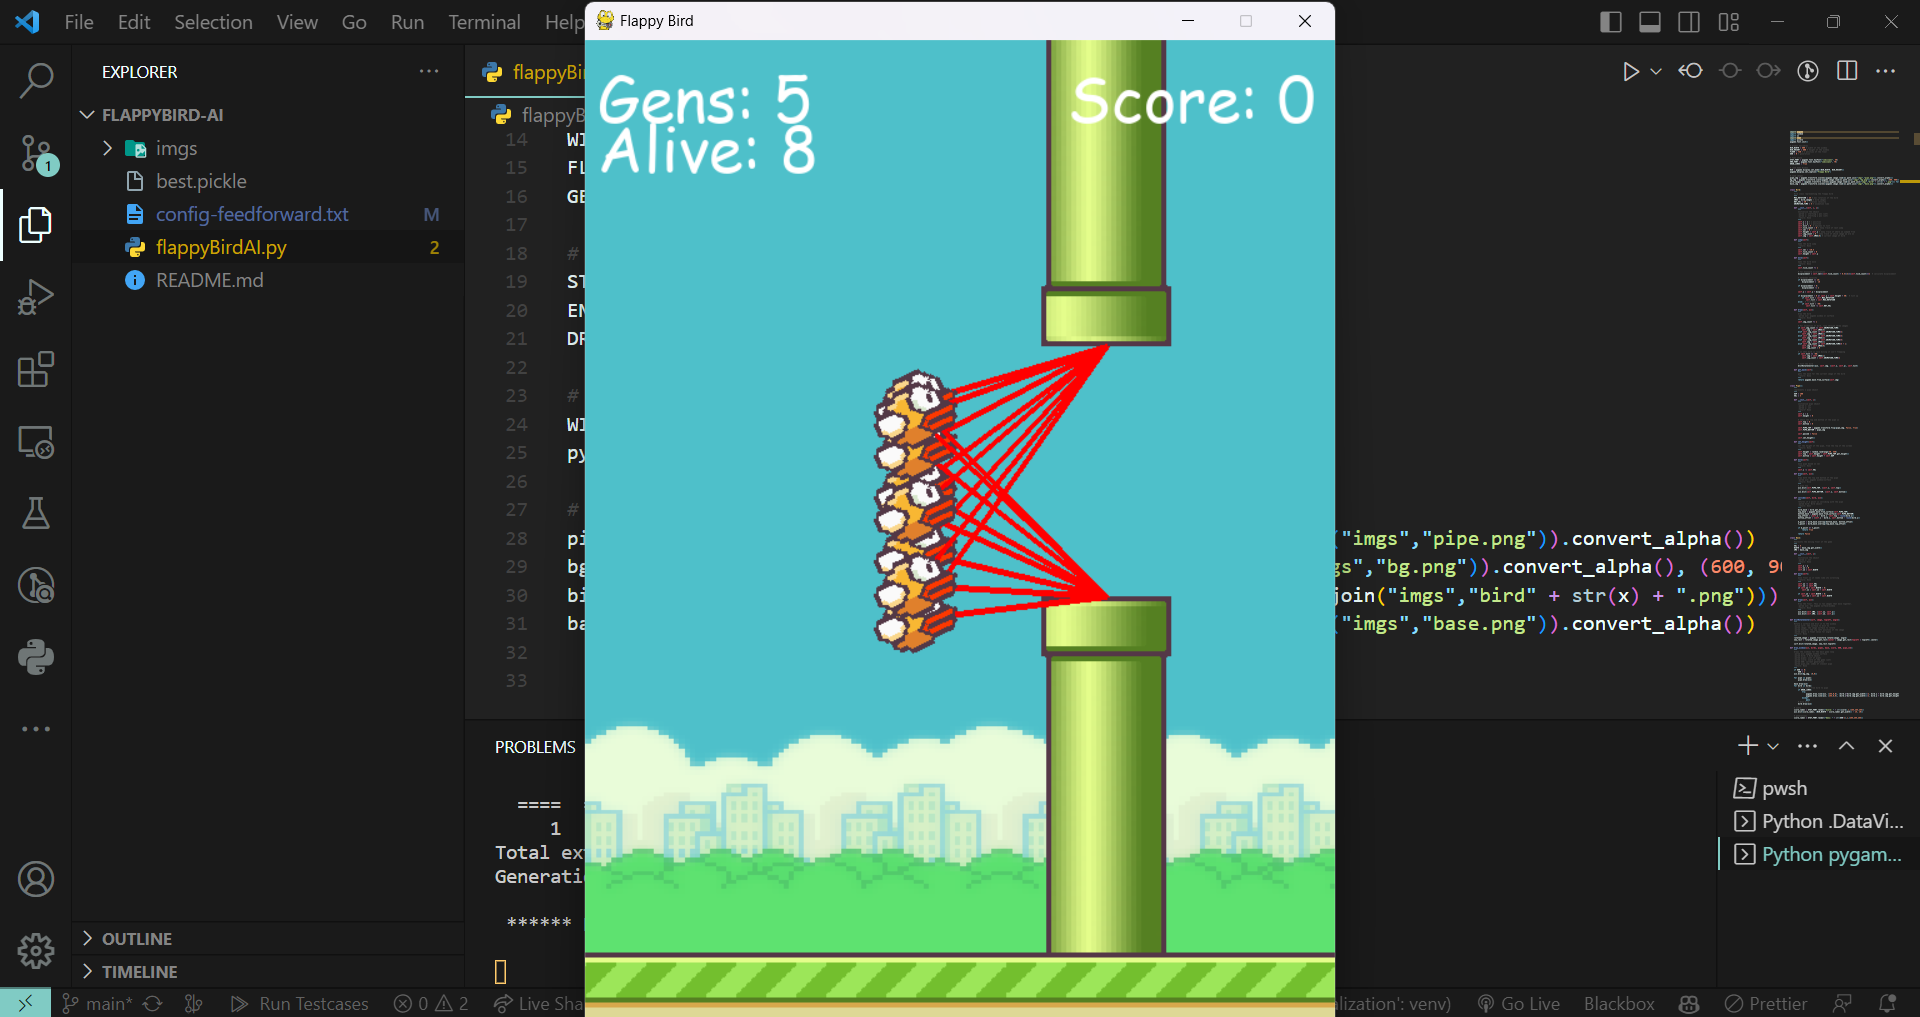 File Edit Selection View Go Run Terminal Help
Flappy Bird
EXPLORER
FLAPPYBIRD-AI
imgs
best.pickle
config-feedforward.txt M
flappyBirdAI.py 2
README.md
OUTLINE
TIMELINE
flappyBi
flappyB
14 WI
15 FL
16 GE
17
18 #
19 ST
20 EN
21 DR
22
23 #
24 WI
25 py
26
27 #
28 pi ("imgs","pipe.png")).convert_alpha())
29 bg gs","bg.png")).convert_alpha(), (600, 90
30 bi join("imgs","bird" + str(x) + ".png")))
31 ba ("imgs","base.png")).convert_alpha())
32
33
Gens: 5
Score: 0
Alive: 8
PROBLEMS
====
1
Total ex
Generati
******
pwsh
Python .DataVi...
Python pygam...
1
main* Run Testcases 0 2 Live Sha lization': venv) Go Live Blackbox Prettier